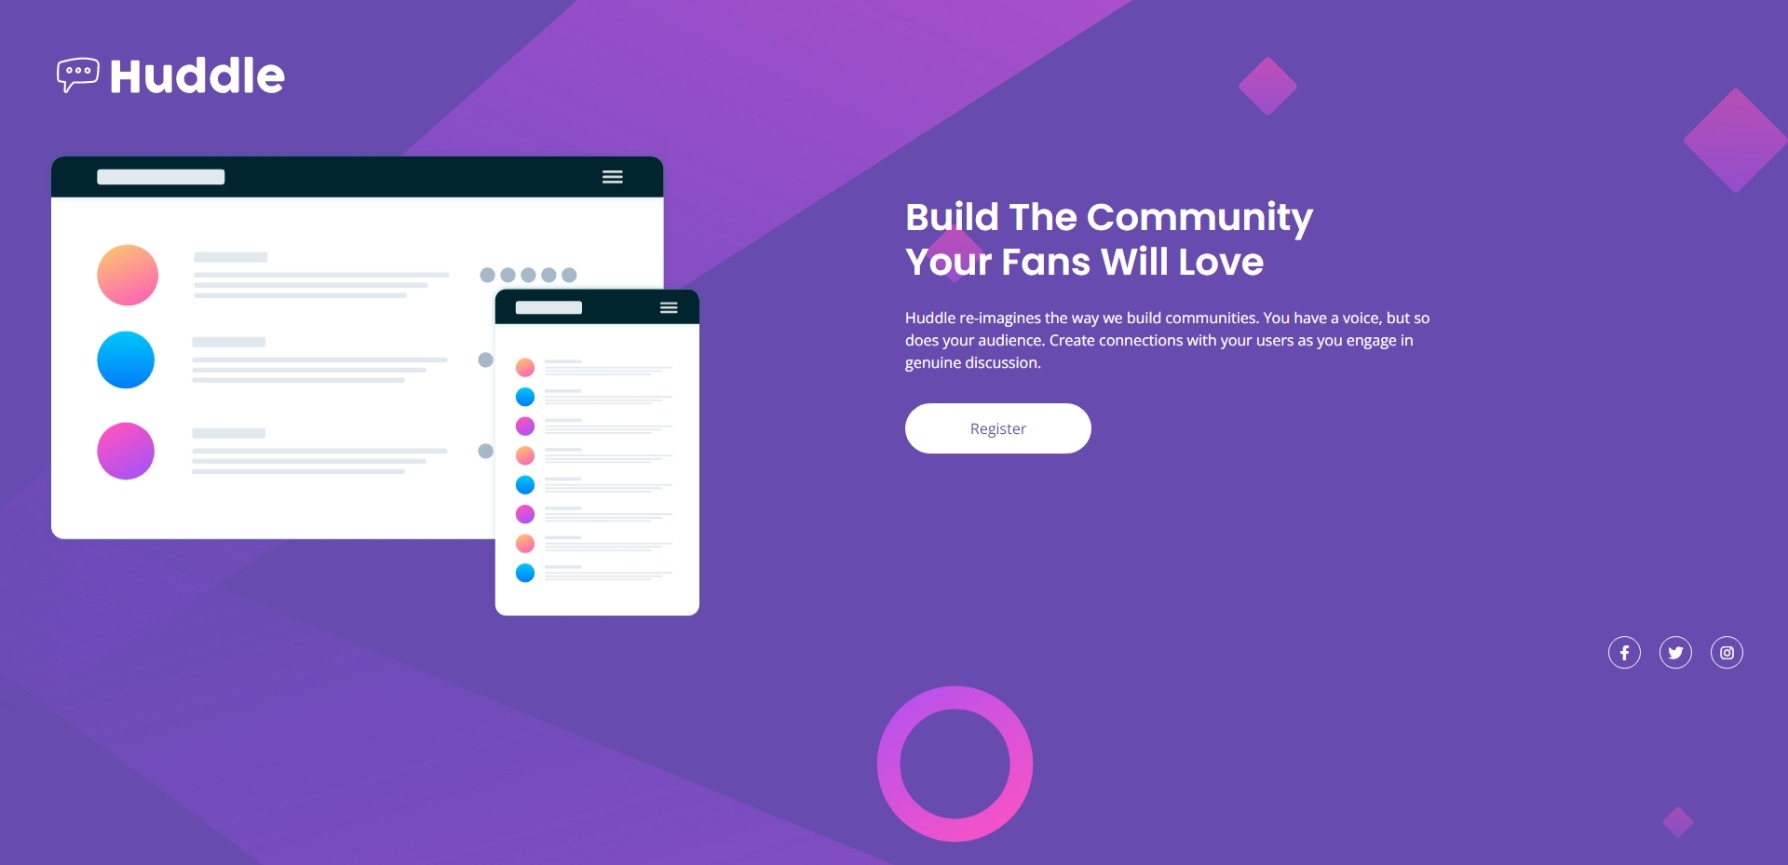 Huddle
Build The Community
Your Fans Will Love
Huddle re-imagines the way we build communities. You have a voice, but so
does your audience. Create connections with your users as you engage in
genuine discussion.
Register